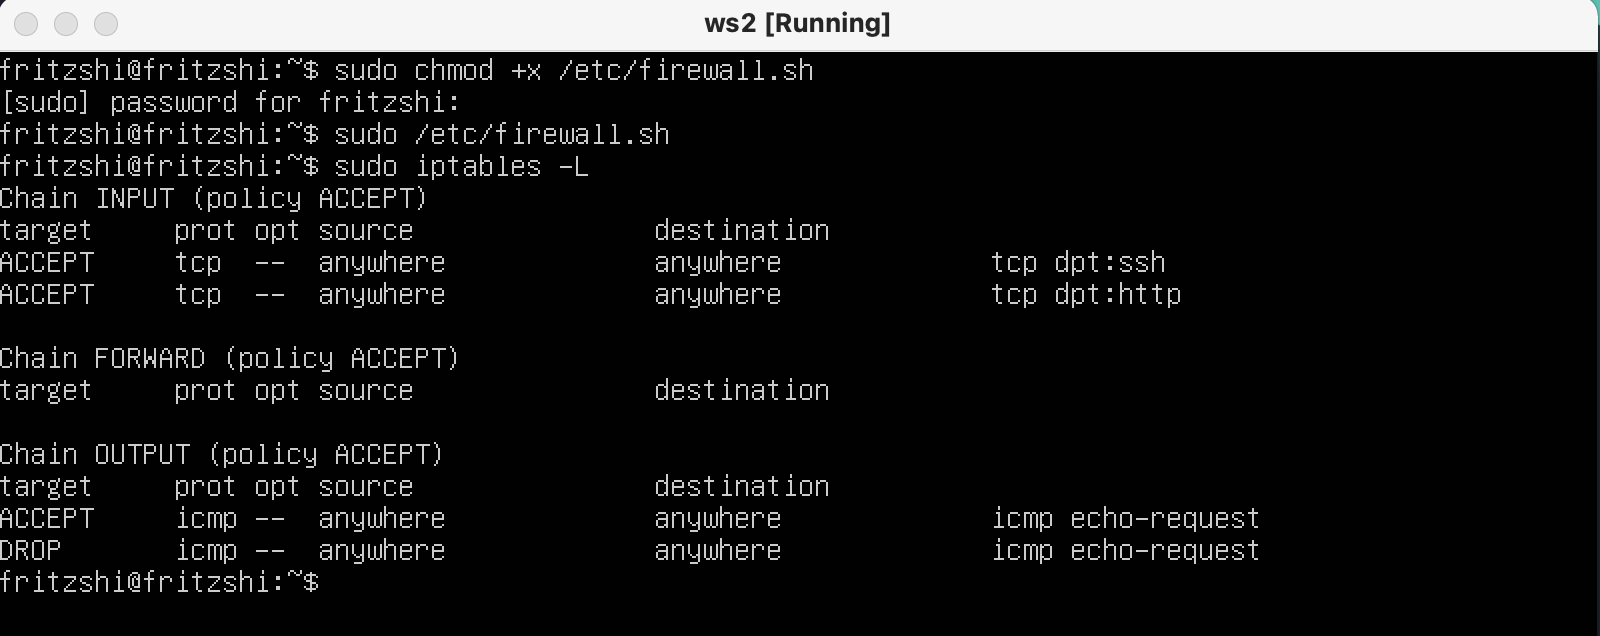 ws2 [Running]
fritzshi@fritzshi:~$ sudo chmod +x /etc/firewall.sh
[sudo] password for fritzshi:
fritzshi@fritzshi:~$ sudo /etc/firewall.sh
fritzshi@fritzshi:~$ sudo iptables -L
Chain INPUT (policy ACCEPT)
target     prot opt source               destination
ACCEPT     tcp  --  anywhere             anywhere             tcp dpt:ssh
ACCEPT     tcp  --  anywhere             anywhere             tcp dpt:http

Chain FORWARD (policy ACCEPT)
target     prot opt source               destination

Chain OUTPUT (policy ACCEPT)
target     prot opt source               destination
ACCEPT     icmp --  anywhere             anywhere             icmp echo-request
DROP       icmp --  anywhere             anywhere             icmp echo-request
fritzshi@fritzshi:~$